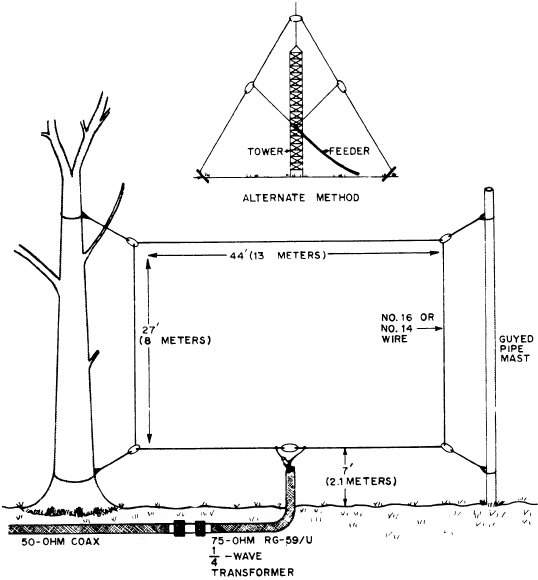 TOWER
FEEDER
ALTERNATE METHOD
44'(13 METERS)
27'
(8 METERS)
NO. 16 OR
NO. 14
WIRE
GUYED
PIPE
MAST
7'
(2.1 METERS)
50-OHM COAX
75-OHM RG-59/U
1/4 -WAVE
TRANSFORMER